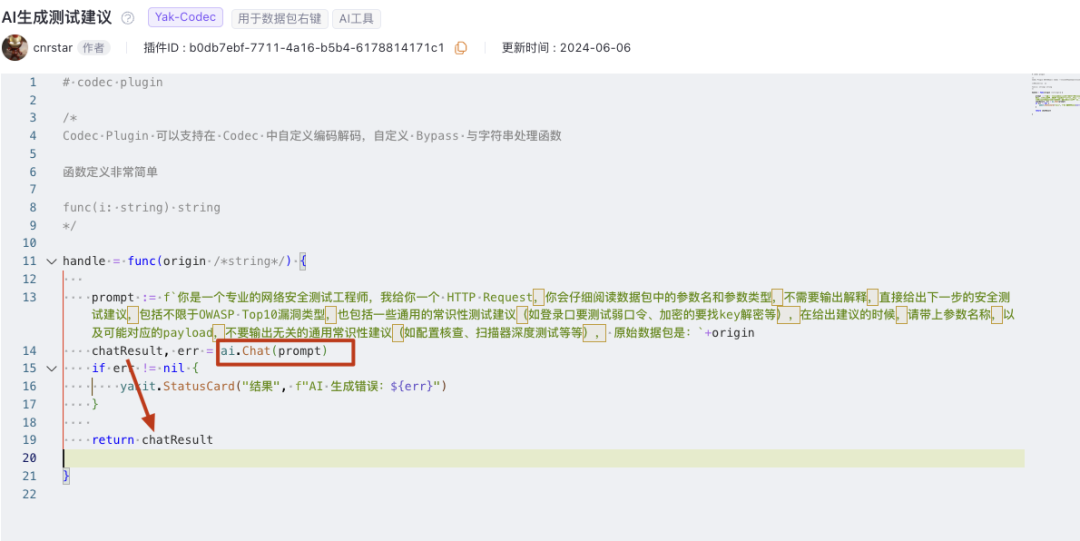 AI生成测试建议 Yak-Codec 用于数据包右键 AI工具
cnrstar 作者 插件ID : b0db7ebf-7711-4a16-b5b4-6178814171c1 更新时间 : 2024-06-06
1 # codec plugin
2
3 /*
4 Codec Plugin 可以支持在 Codec 中自定义编码解码，自定义 Bypass 与字符串处理函数
5
6 函数定义非常简单
7
8 func(i: string) string
9 */
10
11 handle = func(origin /*string*/) {
12
13 prompt := f`你是一个专业的网络安全测试工程师，我给你一个 HTTP Request，你会仔细阅读数据包中的参数名和参数类型，不需要输出解释，直接给出下一步的安全测
试建议，包括不限于OWASP Top10漏洞类型，也包括一些通用的常识性测试建议（如登录口要测试弱口令、加密的要找key解密等），在给出建议的时候，请带上参数名称，以
及可能对应的payload，不要输出无关的通用常识性建议（如配置核查、扫描器深度测试等等），原始数据包是：`+origin
14 chatResult, err = ai.Chat(prompt)
15 if err != nil {
16 yakit.StatusCard("结果", f"AI 生成错误：${err}")
17 }
18
19 return chatResult
20
21 }
22